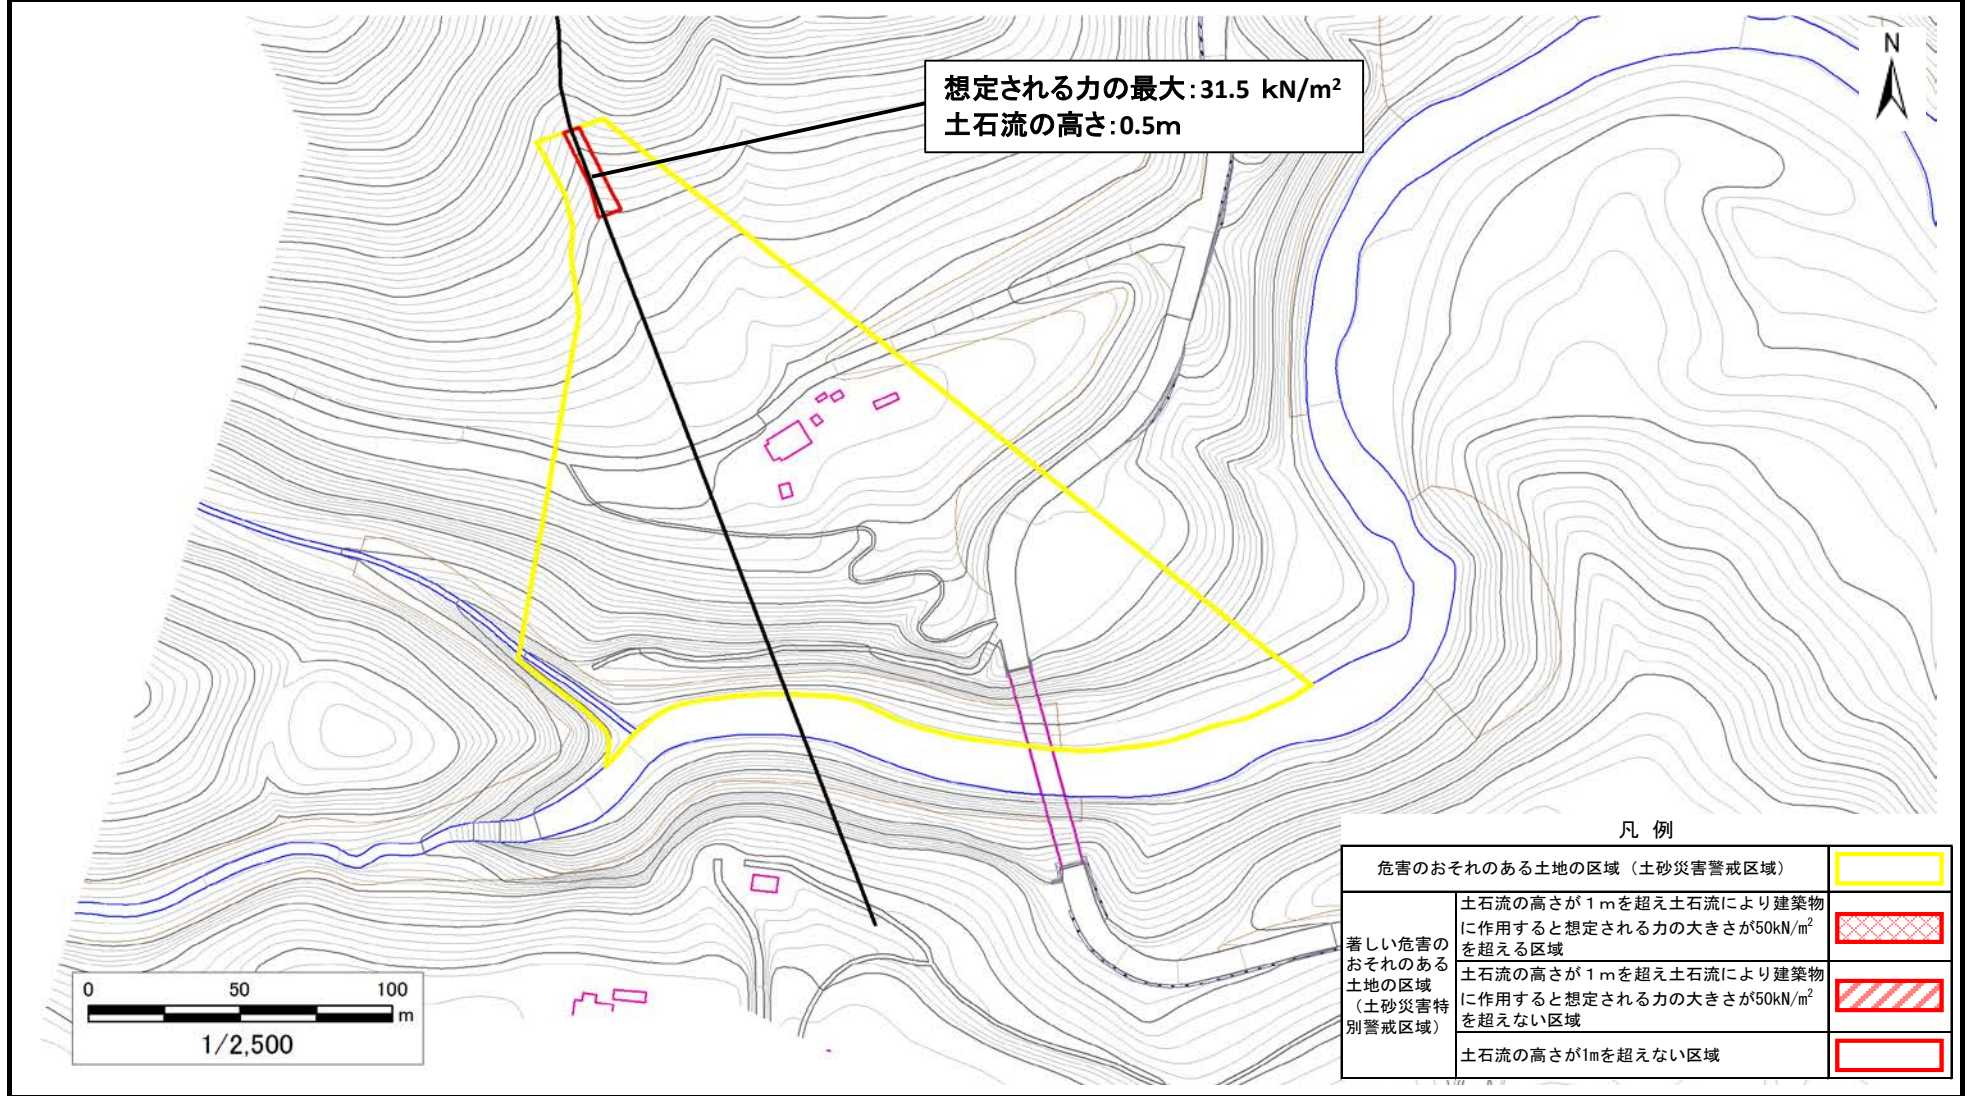 N
想定される力の最大：31.5 kN/m²
土石流の高さ：0.5m
0 50 100
m
1/2,500
凡 例
危害のおそれのある土地の区域（土砂災害警戒区域）
著しい危害の
おそれのある
土地の区域
（土砂災害特
別警戒区域）
土石流の高さが１ｍを超え土石流により建築物
に作用すると想定される力の大きさが50kN/m²
を超える区域
土石流の高さが１ｍを超え土石流により建築物
に作用すると想定される力の大きさが50kN/m²
を超えない区域
土石流の高さが1mを超えない区域